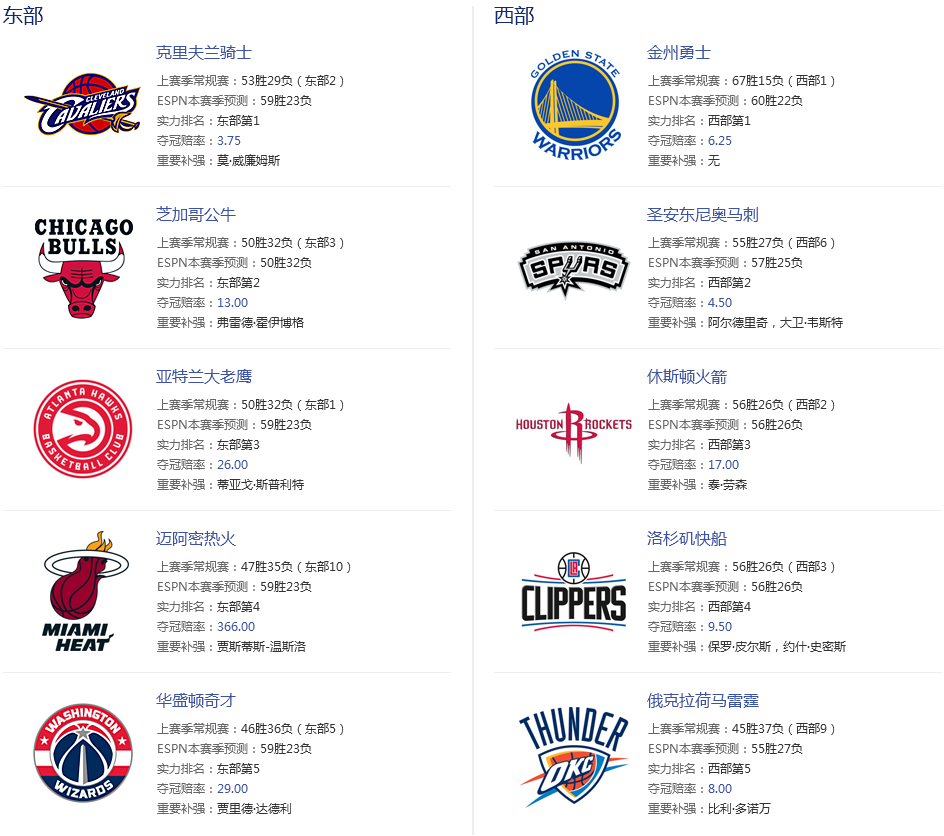 东部
克里夫兰骑士
CLEVELAND
CAVALIERS
上赛季常规赛：53胜29负（东部2）
ESPN本赛季预测：59胜23负
实力排名：东部第1
夺冠赔率：3.75
重要补强：莫·威廉姆斯
芝加哥公牛
CHICAGO
BULLS
上赛季常规赛：50胜32负（东部3）
ESPN本赛季预测：50胜32负
实力排名：东部第2
夺冠赔率：13.00
重要补强：弗雷德·霍伊博格
亚特兰大老鹰
ATLANTA HAWKS
BASKETBALL CLUB
上赛季常规赛：50胜32负（东部1）
ESPN本赛季预测：59胜23负
实力排名：东部第3
夺冠赔率：26.00
重要补强：蒂亚戈·斯普利特
迈阿密热火
MIAMI
HEAT
上赛季常规赛：47胜35负（东部10）
ESPN本赛季预测：59胜23负
实力排名：东部第4
夺冠赔率：366.00
重要补强：贾斯蒂斯-温斯洛
华盛顿奇才
WASHINGTON
WIZARDS
上赛季常规赛：46胜36负（东部5）
ESPN本赛季预测：59胜23负
实力排名：东部第5
夺冠赔率：29.00
重要补强：贾里德·达德利
西部
金州勇士
GOLDEN STATE
WARRIORS
上赛季常规赛：67胜15负（西部1）
ESPN本赛季预测：60胜22负
实力排名：西部第1
夺冠赔率：6.25
重要补强：无
圣安东尼奥马刺
SAN ANTONIO
SPURS
上赛季常规赛：55胜27负（西部6）
ESPN本赛季预测：57胜25负
实力排名：西部第2
夺冠赔率：4.50
重要补强：阿尔德里奇，大卫·韦斯特
休斯顿火箭
HOUSTON R ROCKETS
上赛季常规赛：56胜26负（西部2）
ESPN本赛季预测：56胜26负
实力排名：西部第3
夺冠赔率：17.00
重要补强：泰·劳森
洛杉矶快船
LAC
CLIPPERS
上赛季常规赛：56胜26负（西部3）
ESPN本赛季预测：56胜26负
实力排名：西部第4
夺冠赔率：9.50
重要补强：保罗·皮尔斯，约什·史密斯
俄克拉荷马雷霆
THUNDER
OKC
上赛季常规赛：45胜37负（西部9）
ESPN本赛季预测：55胜27负
实力排名：西部第5
夺冠赔率：8.00
重要补强：比利·多诺万